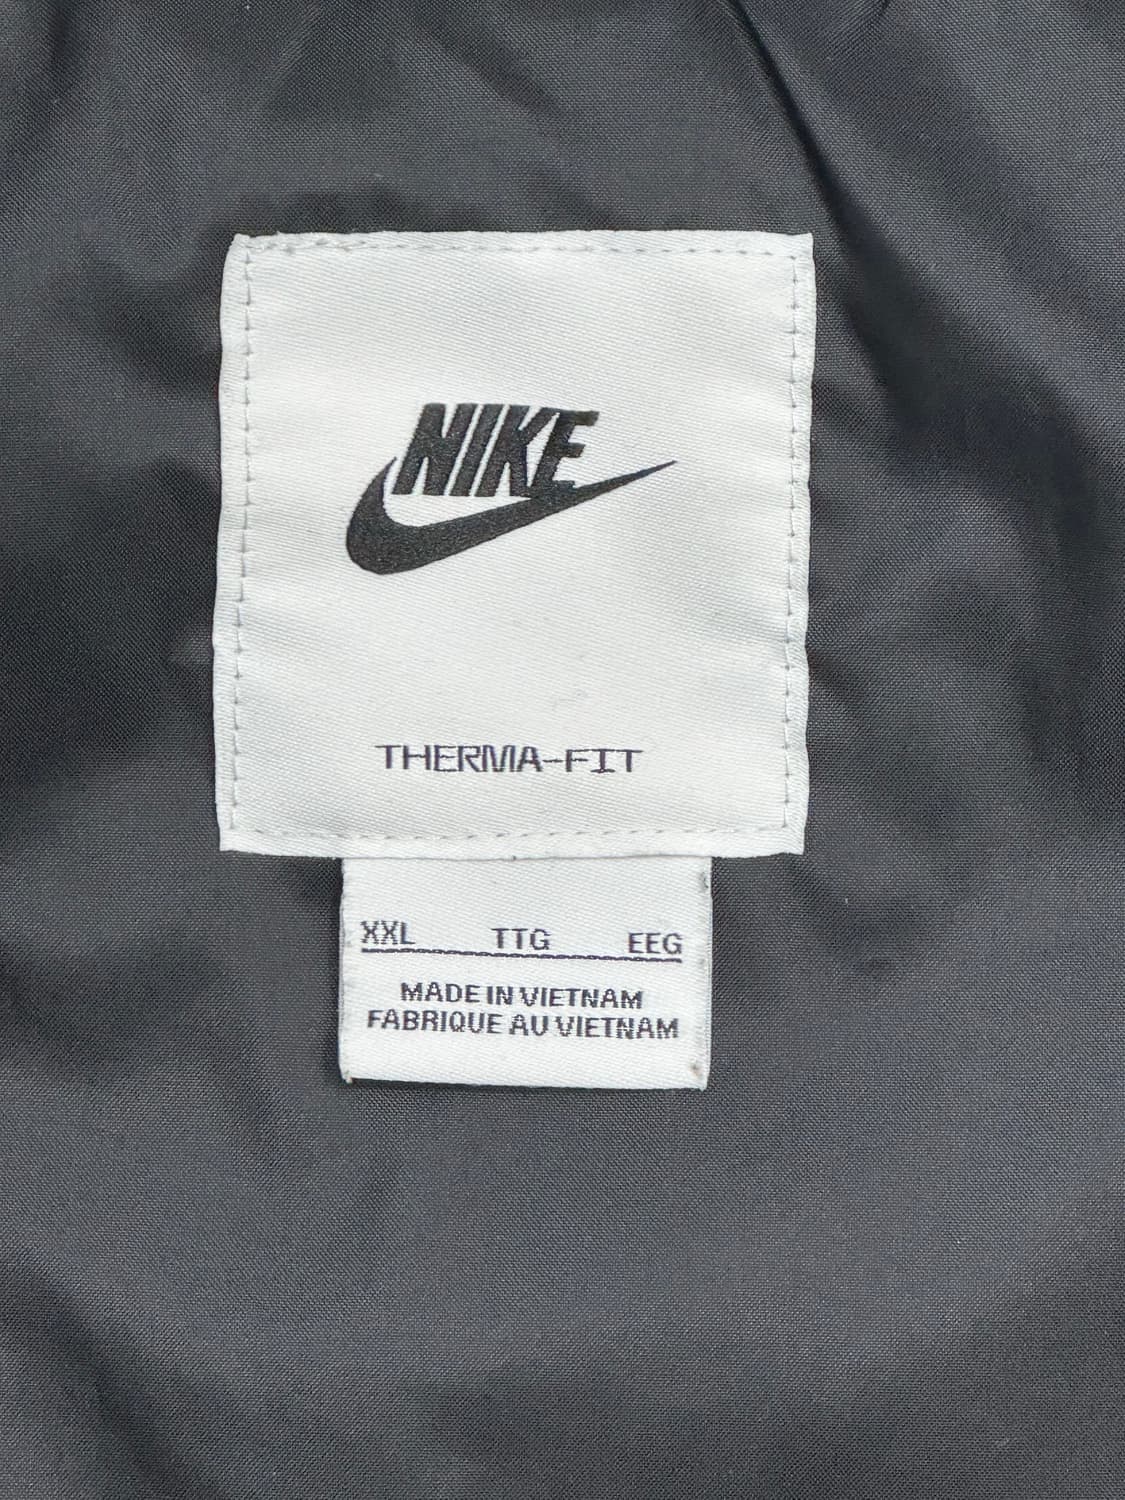 NIKE
THERMA-FIT
XXL TTG EEG
MADE IN VIETNAM
FABRIQUE AU VIETNAM